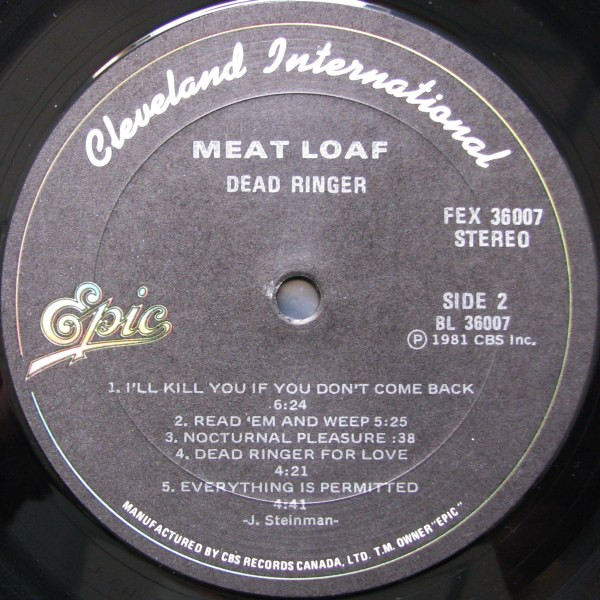 Cleveland International
MEAT LOAF
DEAD RINGER
FEX 36007
STEREO
Epic
SIDE 2
BL 36007
Ⓟ 1981 CBS Inc.
1. I'LL KILL YOU IF YOU DON'T COME BACK
6:24
2. READ 'EM AND WEEP 5:25
3. NOCTURNAL PLEASURE :38
4. DEAD RINGER FOR LOVE
4:21
5. EVERYTHING IS PERMITTED
4:41
-J. Steinman-
MANUFACTURED BY CBS RECORDS CANADA, LTD. T.M. OWNER "EPIC"